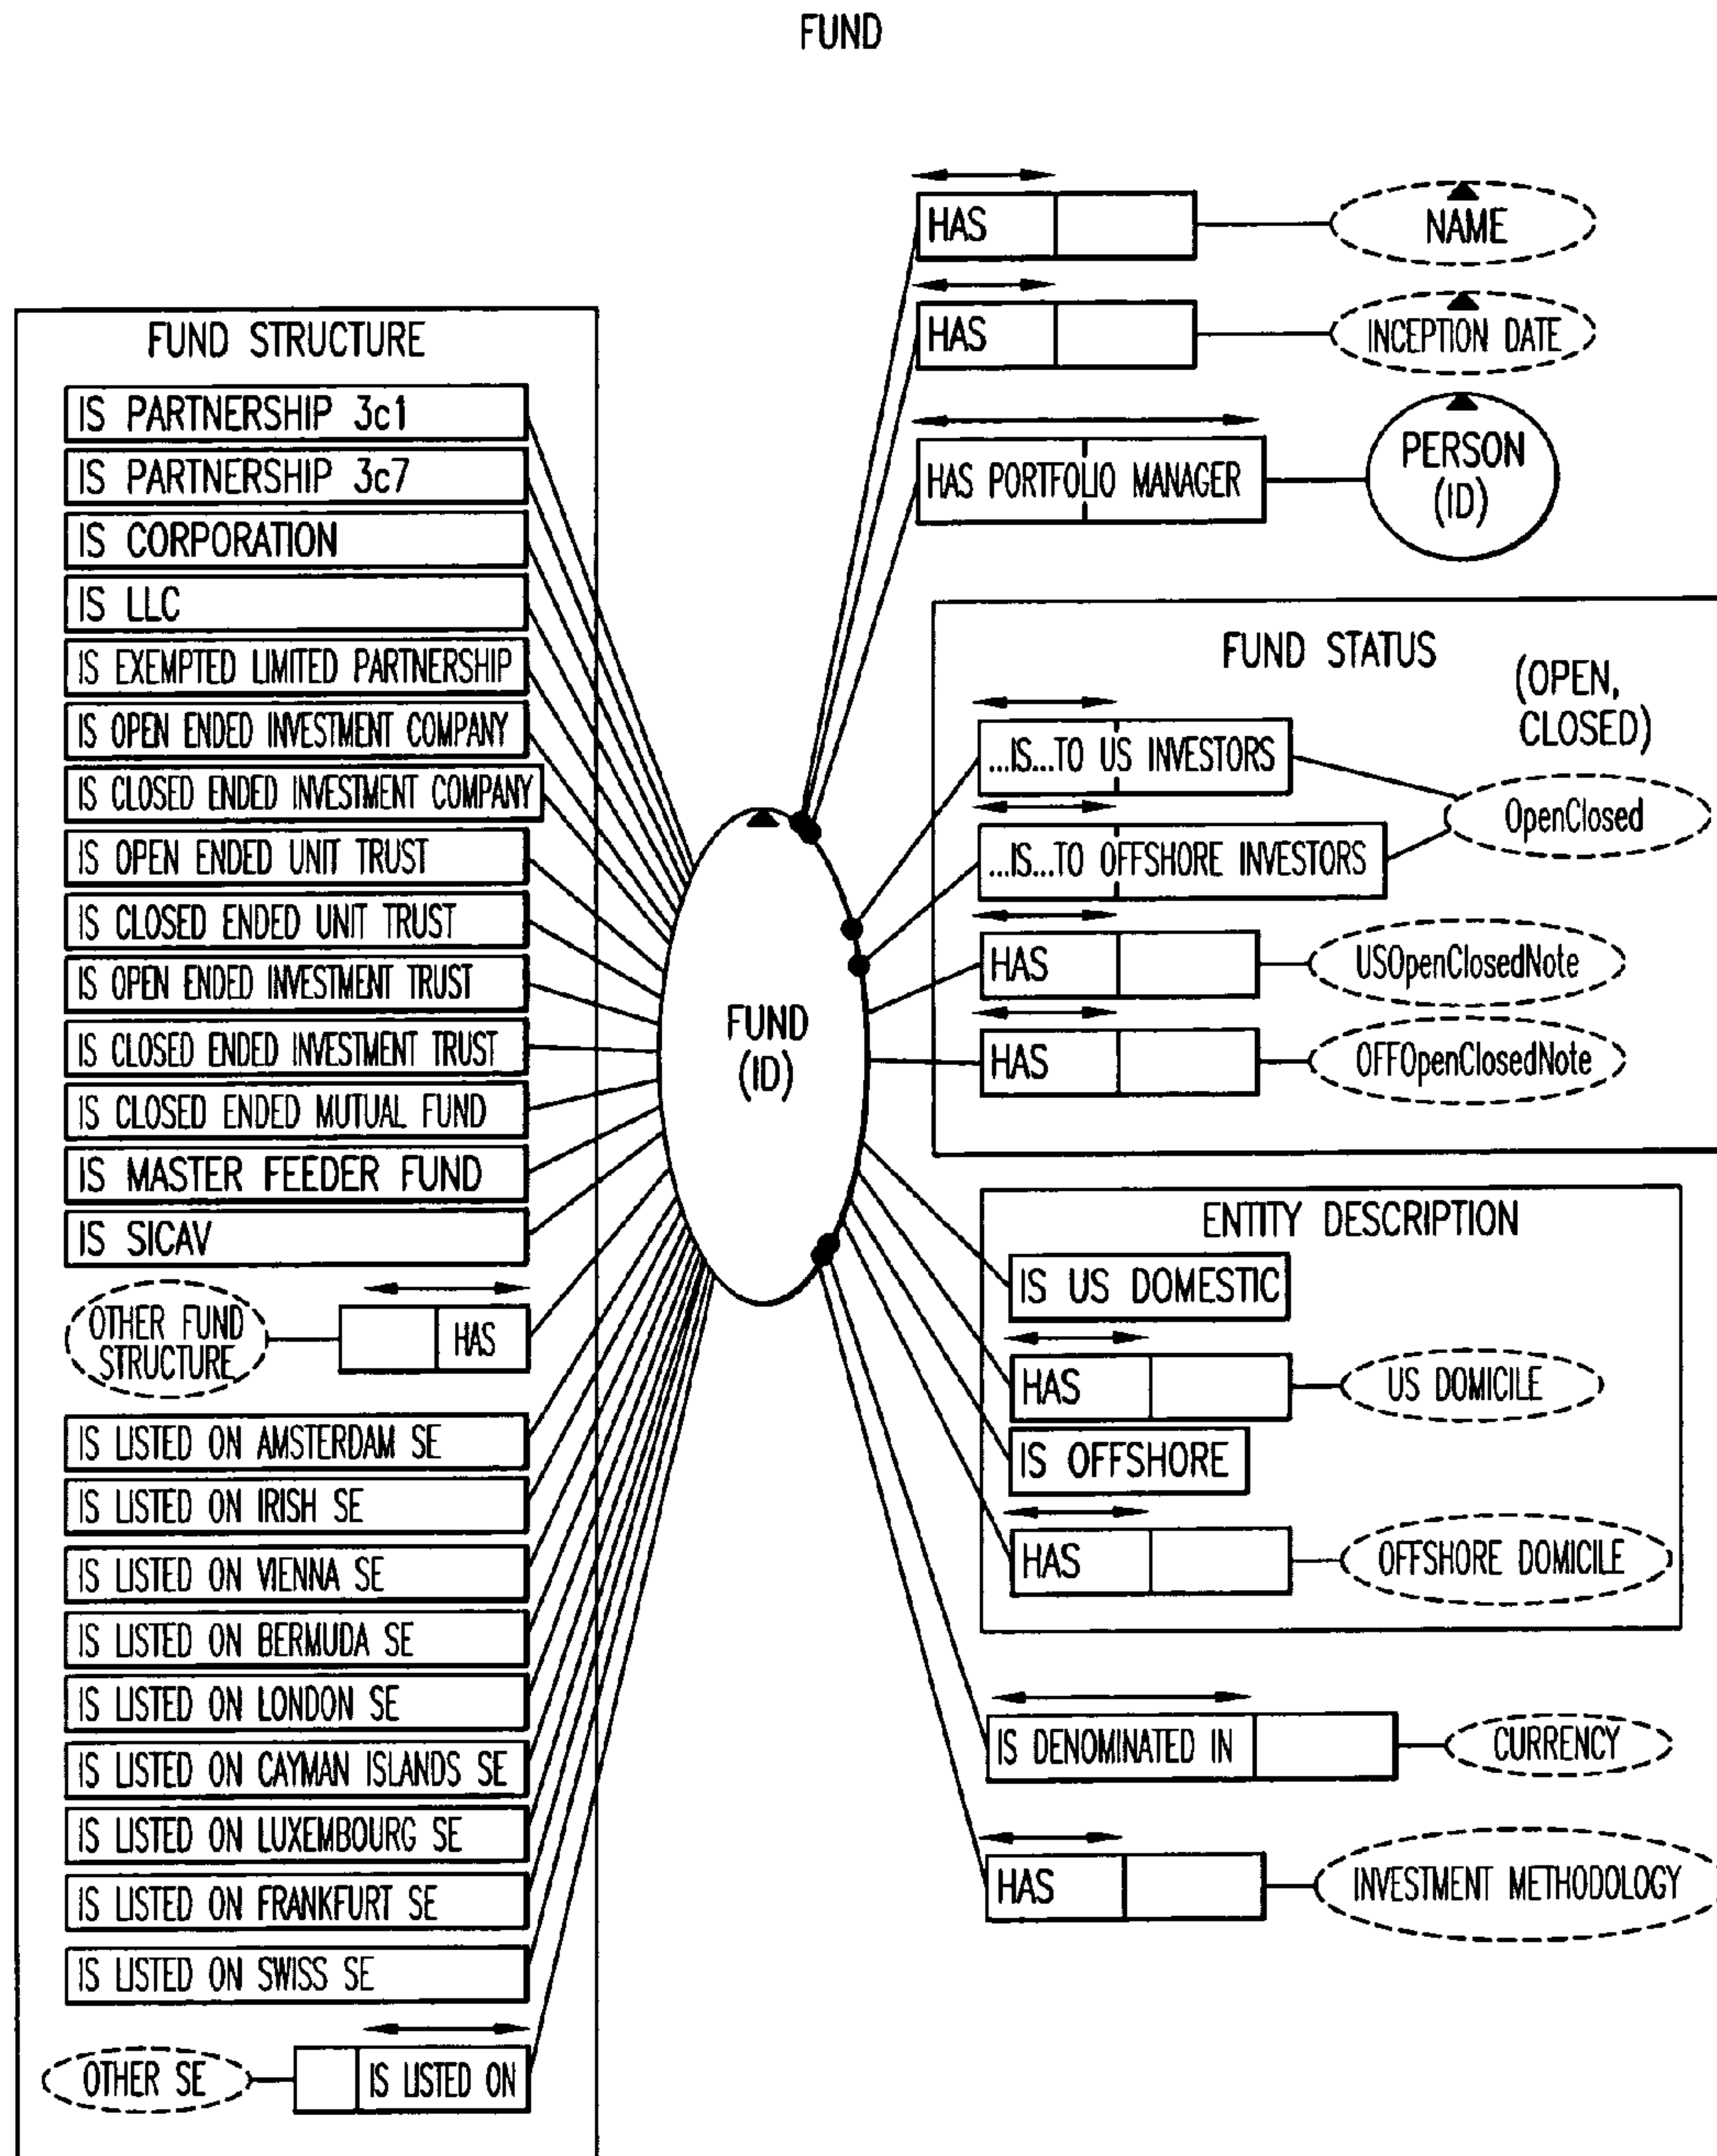 FUND
FUND STRUCTURE
IS PARTNERSHIP 3c1
IS PARTNERSHIP 3c7
IS CORPORATION
IS LLC
IS EXEMPTED LIMITED PARTNERSHIP
IS OPEN ENDED INVESTMENT COMPANY
IS CLOSED ENDED INVESTMENT COMPANY
IS OPEN ENDED UNIT TRUST
IS CLOSED ENDED UNIT TRUST
IS OPEN ENDED INVESTMENT TRUST
IS CLOSED ENDED INVESTMENT TRUST
IS CLOSED ENDED MUTUAL FUND
IS MASTER FEEDER FUND
IS SICAV
OTHER FUND
STRUCTURE
HAS
IS LISTED ON AMSTERDAM SE
IS LISTED ON IRISH SE
IS LISTED ON VIENNA SE
IS LISTED ON BERMUDA SE
IS LISTED ON LONDON SE
IS LISTED ON CAYMAN ISLANDS SE
IS LISTED ON LUXEMBOURG SE
IS LISTED ON FRANKFURT SE
IS LISTED ON SWISS SE
OTHER SE
IS LISTED ON
FUND
(ID)
HAS
NAME
HAS
INCEPTION DATE
HAS PORTFOLIO MANAGER
PERSON
(ID)
FUND STATUS
(OPEN,
CLOSED)
...IS...TO US INVESTORS
OpenClosed
...IS...TO OFFSHORE INVESTORS
HAS
USOpenClosedNote
HAS
OFFOpenClosedNote
ENTITY DESCRIPTION
IS US DOMESTIC
HAS
US DOMICILE
IS OFFSHORE
HAS
OFFSHORE DOMICILE
IS DENOMINATED IN
CURRENCY
HAS
INVESTMENT METHODOLOGY